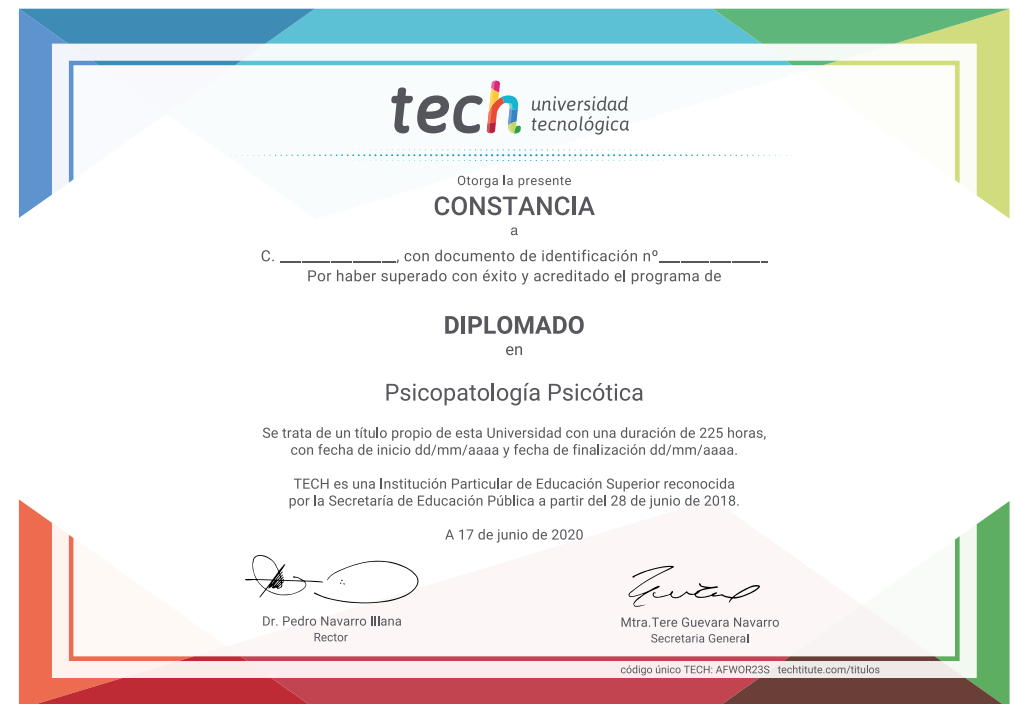 tech universidad
tecnológica
Otorga la presente
CONSTANCIA
a
C. ______________, con documento de identificación nº_____________
Por haber superado con éxito y acreditado el programa de
DIPLOMADO
en
Psicopatología Psicótica
Se trata de un título propio de esta Universidad con una duración de 225 horas,
con fecha de inicio dd/mm/aaaa y fecha de finalización dd/mm/aaaa.
TECH es una Institución Particular de Educación Superior reconocida
por la Secretaría de Educación Pública a partir del 28 de junio de 2018.
A 17 de junio de 2020
Dr. Pedro Navarro Illana
Rector
Mtra.Tere Guevara Navarro
Secretaria General
código único TECH: AFWOR23S techtitute.com/titulos